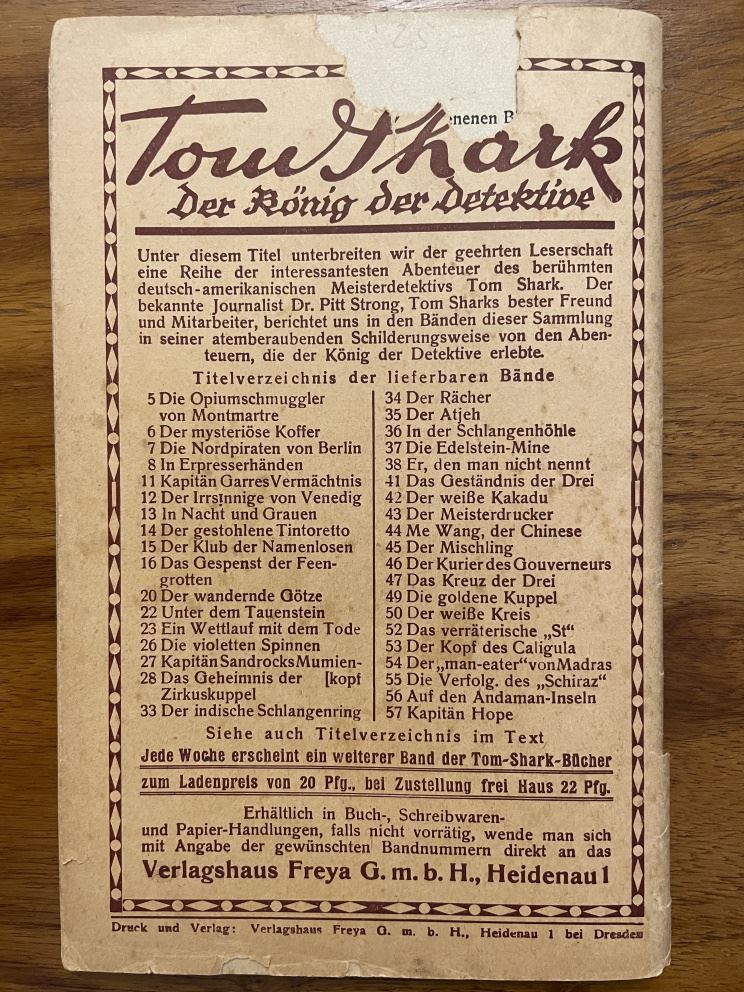 25
enenen B
Tom Shark
Der König der Detektive
Unter diesem Titel unterbreiten wir der geehrten Leserschaft
eine Reihe der interessantesten Abenteuer des berühmten
deutsch-amerikanischen Meisterdetektivs Tom Shark. Der
bekannte Journalist Dr. Pitt Strong, Tom Sharks bester Freund
und Mitarbeiter, berichtet uns in den Bänden dieser Sammlung
in seiner atemberaubenden Schilderungsweise von den Aben-
teuern, die der König der Detektive erlebte.
Titelverzeichnis der lieferbaren Bände
5 Die Opiumschmuggler
von Montmartre
6 Der mysteriöse Koffer
7 Die Nordpiraten von Berlin
8 In Erpresserhänden
11 Kapitän Garres Vermächtnis
12 Der Irrsinnige von Venedig
13 In Nacht und Grauen
14 Der gestohlene Tintoretto
15 Der Klub der Namenlosen
16 Das Gespenst der Feen-
grotten
20 Der wandernde Götze
22 Unter dem Tauenstein
23 Ein Wettlauf mit dem Tode
26 Die violetten Spinnen
27 Kapitän Sandrocks Mumien-
28 Das Geheimnis der [kopf
Zirkuskuppel
33 Der indische Schlangenring
34 Der Rächer
35 Der Atjeh
36 In der Schlangenhöhle
37 Die Edelstein-Mine
38 Er, den man nicht nennt
41 Das Geständnis der Drei
42 Der weiße Kakadu
43 Der Meisterdrucker
44 Me Wang, der Chinese
45 Der Mischling
46 Der Kurier des Gouverneurs
47 Das Kreuz der Drei
49 Die goldene Kuppel
50 Der weiße Kreis
52 Das verräterische „St“
53 Der Kopf des Caligula
54 Der „man-eater“ von Madras
55 Die Verfolg. des „Schiraz“
56 Auf den Andaman-Inseln
57 Kapitän Hope
Siehe auch Titelverzeichnis im Text
Jede Woche erscheint ein weiterer Band der Tom-Shark-Bücher
zum Ladenpreis von 20 Pfg., bei Zustellung frei Haus 22 Pfg.
Erhältlich in Buch-, Schreibwaren-
und Papier-Handlungen, falls nicht vorrätig, wende man sich
mit Angabe der gewünschten Bandnummern direkt an das
Verlagshaus Freya G. m. b. H., Heidenau 1
Druck und Verlag: Verlagshaus Freya G. m. b. H., Heidenau 1 bei Dresden